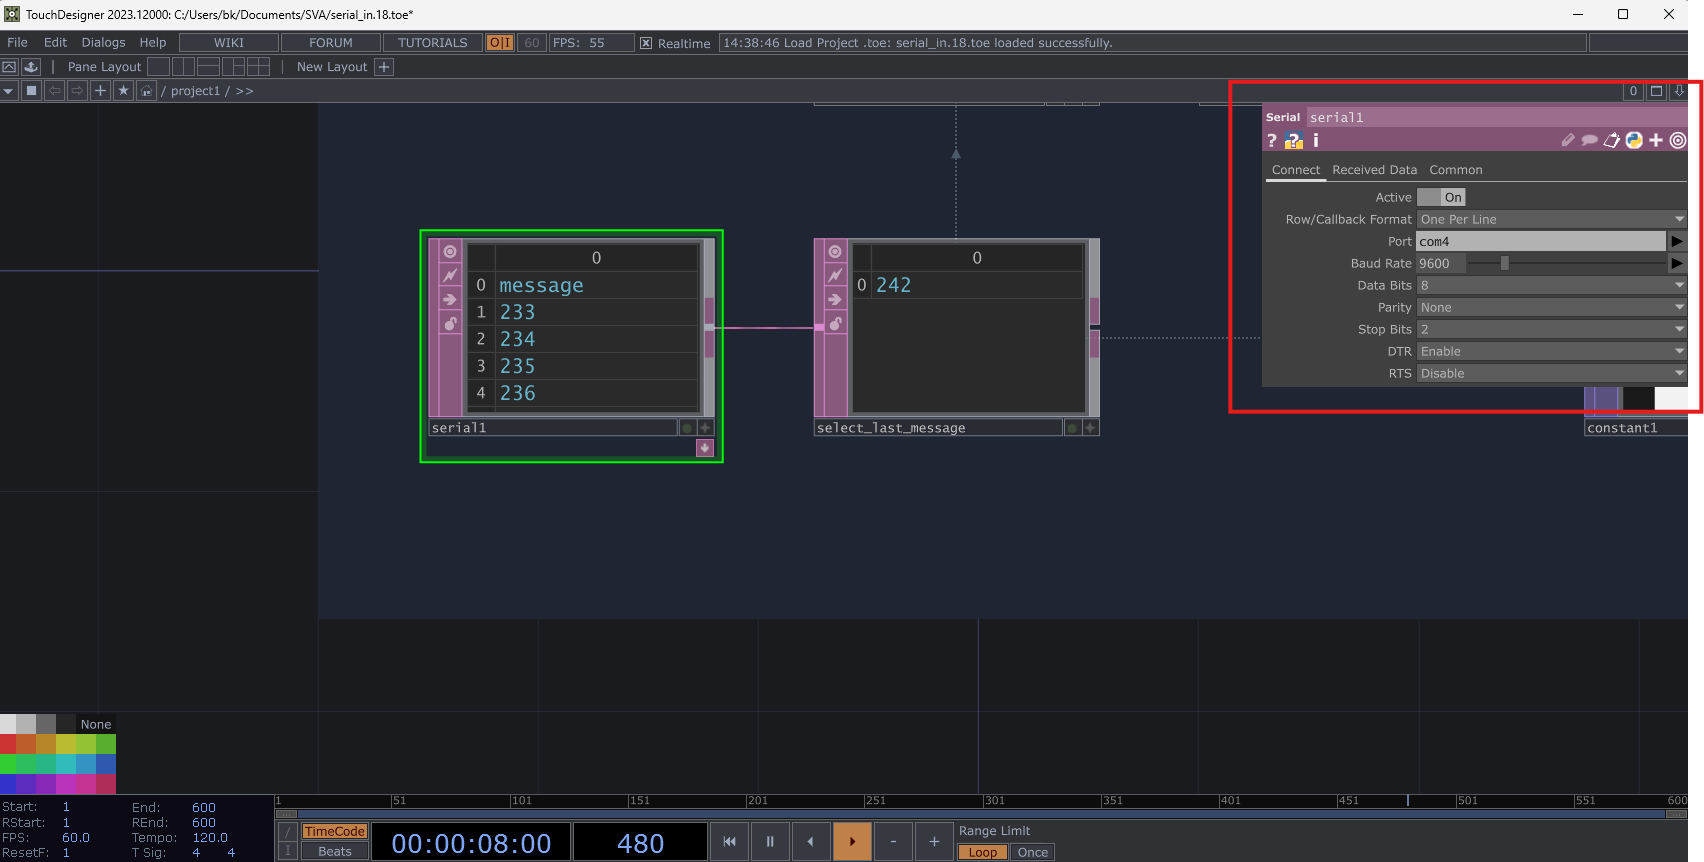 TouchDesigner 2023.12000: C:/Users/bk/Documents/SVA/serial_in.18.toe*
File Edit Dialogs Help WIKI FORUM TUTORIALS O|I 60 FPS: 55 Realtime 14:38:46 Load Project .toe: serial_in.18.toe loaded successfully.
Pane Layout New Layout +
/ project1 / >> 0
Serial serial1
? ? i
Connect Received Data Common
Active On
Row/Callback Format One Per Line
Port com4
Baud Rate 9600
Data Bits 8
Parity None
Stop Bits 2
DTR Enable
RTS Disable
0
0 message
1 233
2 234
3 235
4 236
serial1
0
0 242
select_last_message
constant1
None
Start: 1 End: 600
RStart: 1 REnd: 600
FPS: 60.0 Tempo: 120.0
ResetF: 1 T Sig: 4 4
1 51 101 151 201 251 301 351 401 451 501 551 600
TimeCode
Beats
00:00:08:00
480
- +
Range Limit
Loop Once